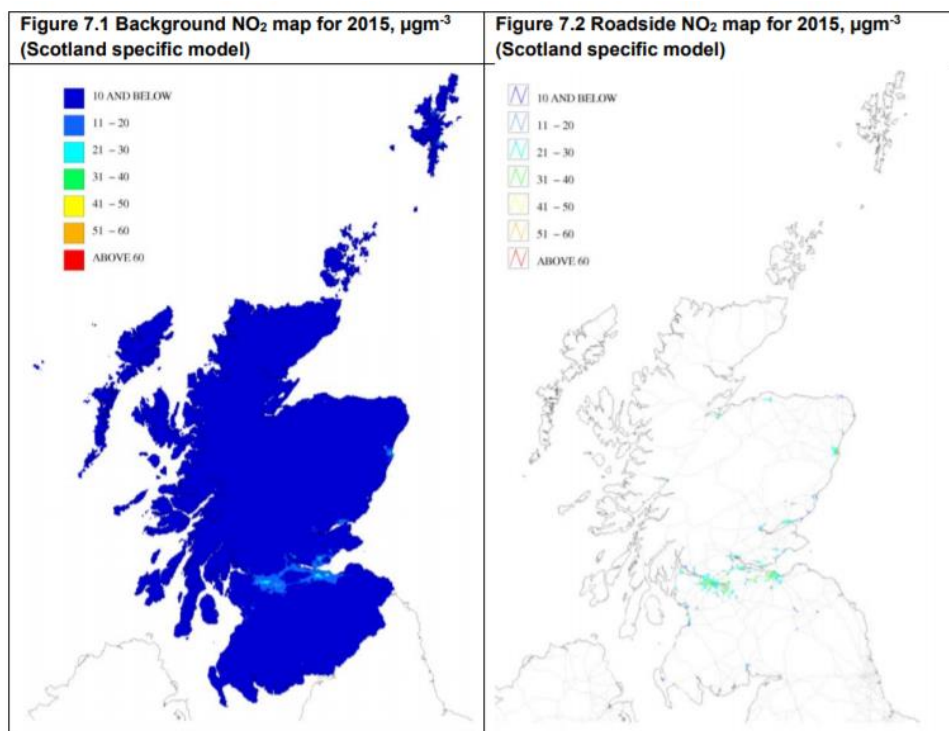 Figure 7.1 Background NO₂ map for 2015, µgm⁻³
(Scotland specific model)
Figure 7.2 Roadside NO₂ map for 2015, µgm⁻³
(Scotland specific model)
10 AND BELOW
11 – 20
21 – 30
31 – 40
41 – 50
51 – 60
ABOVE 60
10 AND BELOW
11 – 20
21 – 30
31 – 40
41 – 50
51 – 60
ABOVE 60